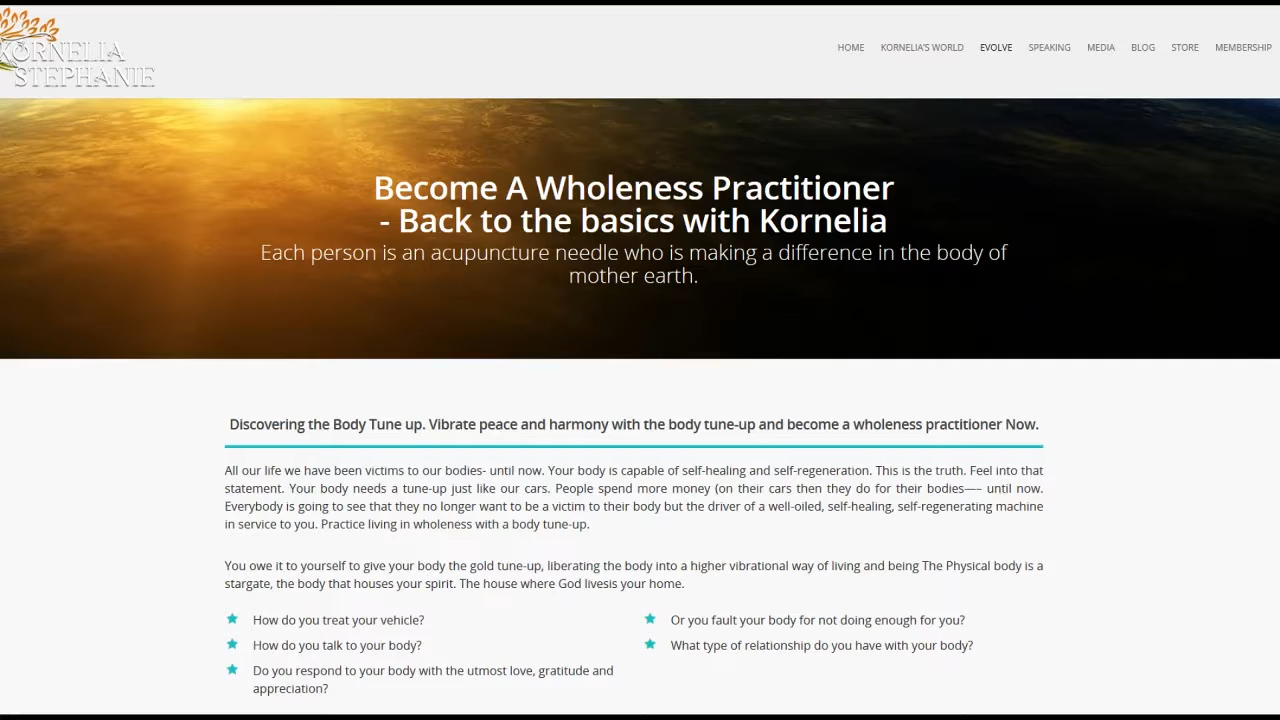 KORNELIA
STEPHANIE
HOME KORNELIA'S WORLD EVOLVE SPEAKING MEDIA BLOG STORE MEMBERSHIP
Become A Wholeness Practitioner
- Back to the basics with Kornelia
Each person is an acupuncture needle who is making a difference in the body of
mother earth.
Discovering the Body Tune up. Vibrate peace and harmony with the body tune-up and become a wholeness practitioner Now.
All our life we have been victims to our bodies- until now. Your body is capable of self-healing and self-regeneration. This is the truth. Feel into that
statement. Your body needs a tune-up just like our cars. People spend more money (on their cars then they do for their bodies—– until now.
Everybody is going to see that they no longer want to be a victim to their body but the driver of a well-oiled, self-healing, self-regenerating machine
in service to you. Practice living in wholeness with a body tune-up.
You owe it to yourself to give your body the gold tune-up, liberating the body into a higher vibrational way of living and being The Physical body is a
stargate, the body that houses your spirit. The house where God livesis your home.
How do you treat your vehicle?
How do you talk to your body?
Do you respond to your body with the utmost love, gratitude and
appreciation?
Or you fault your body for not doing enough for you?
What type of relationship do you have with your body?